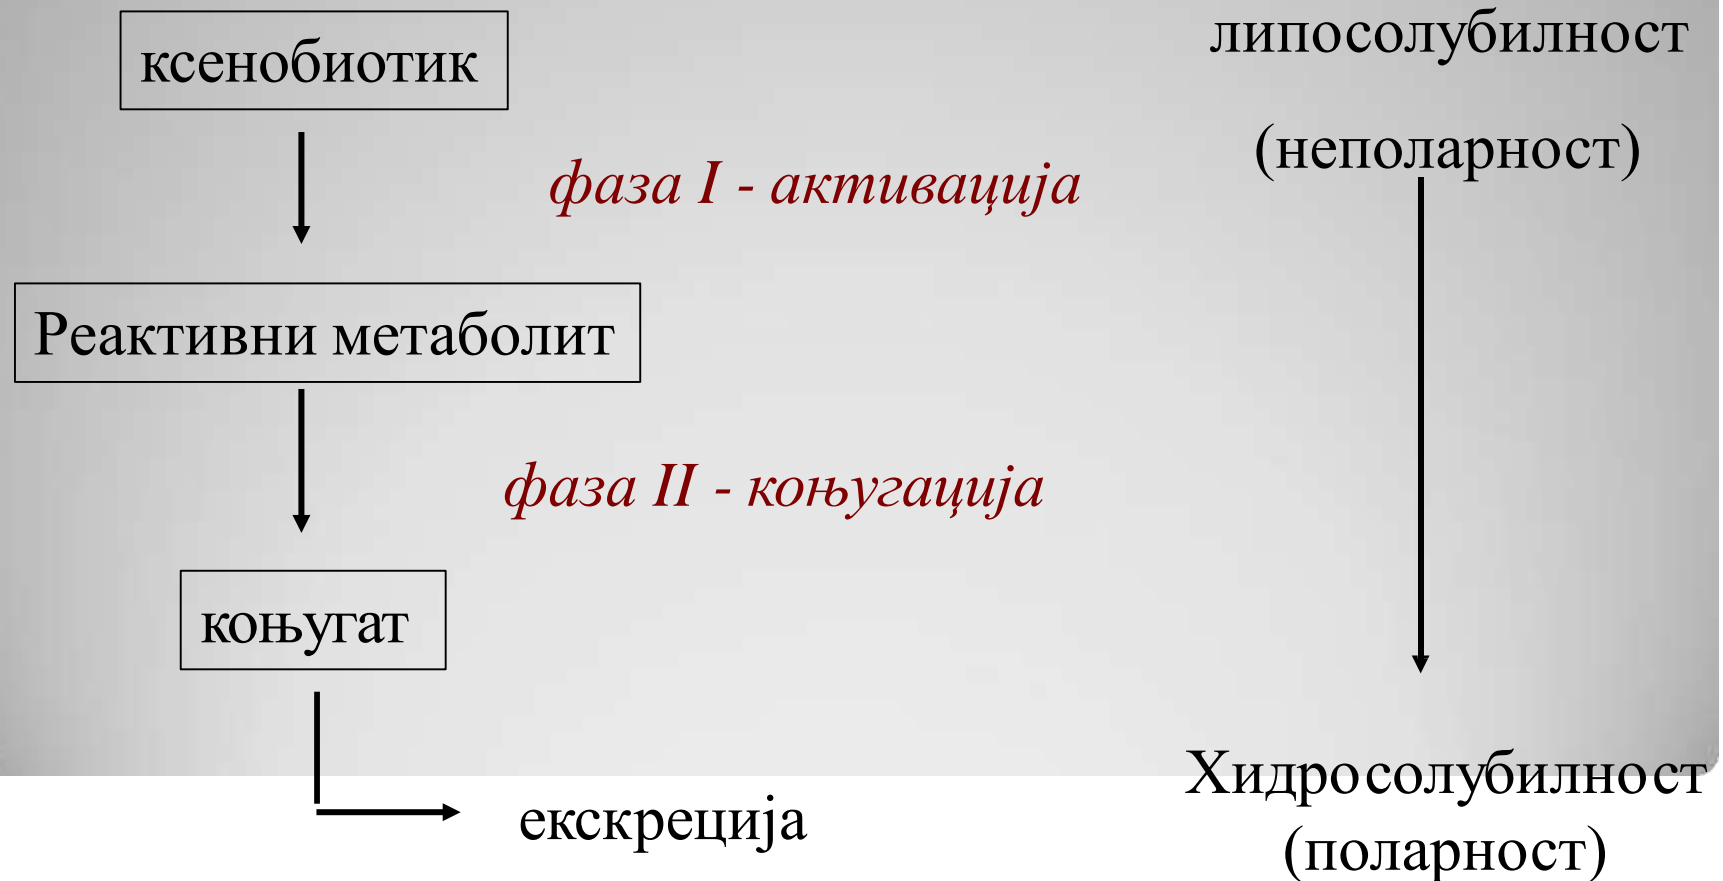 ксенобиотик
фаза I - активација
Реактивни метаболит
фаза II - коњугација
коњугат
екскреција
липосолубилност
(неполарност)
Хидросолубилност
(поларност)